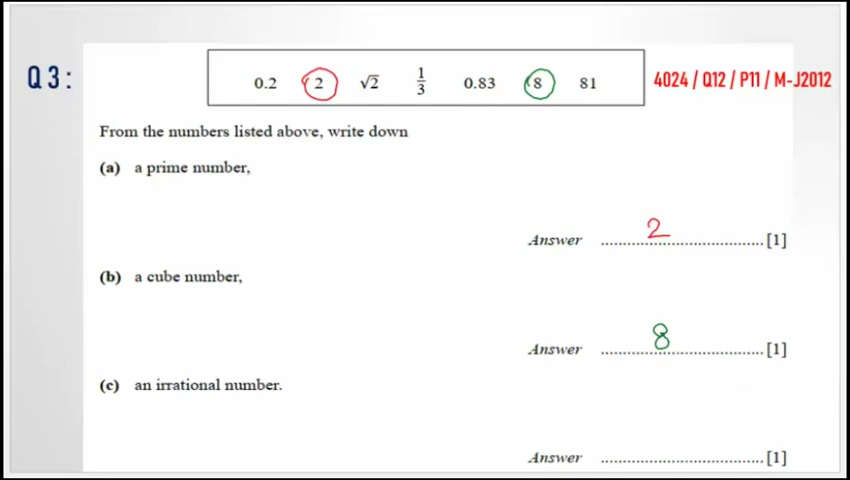 Q 3 :
0.2 2 √2 1/3 0.83 8 81
4024 / Q12 / P11 / M-J2012
From the numbers listed above, write down
(a) a prime number,
Answer 2 [1]
(b) a cube number,
Answer 8 [1]
(c) an irrational number.
Answer ........................................ [1]